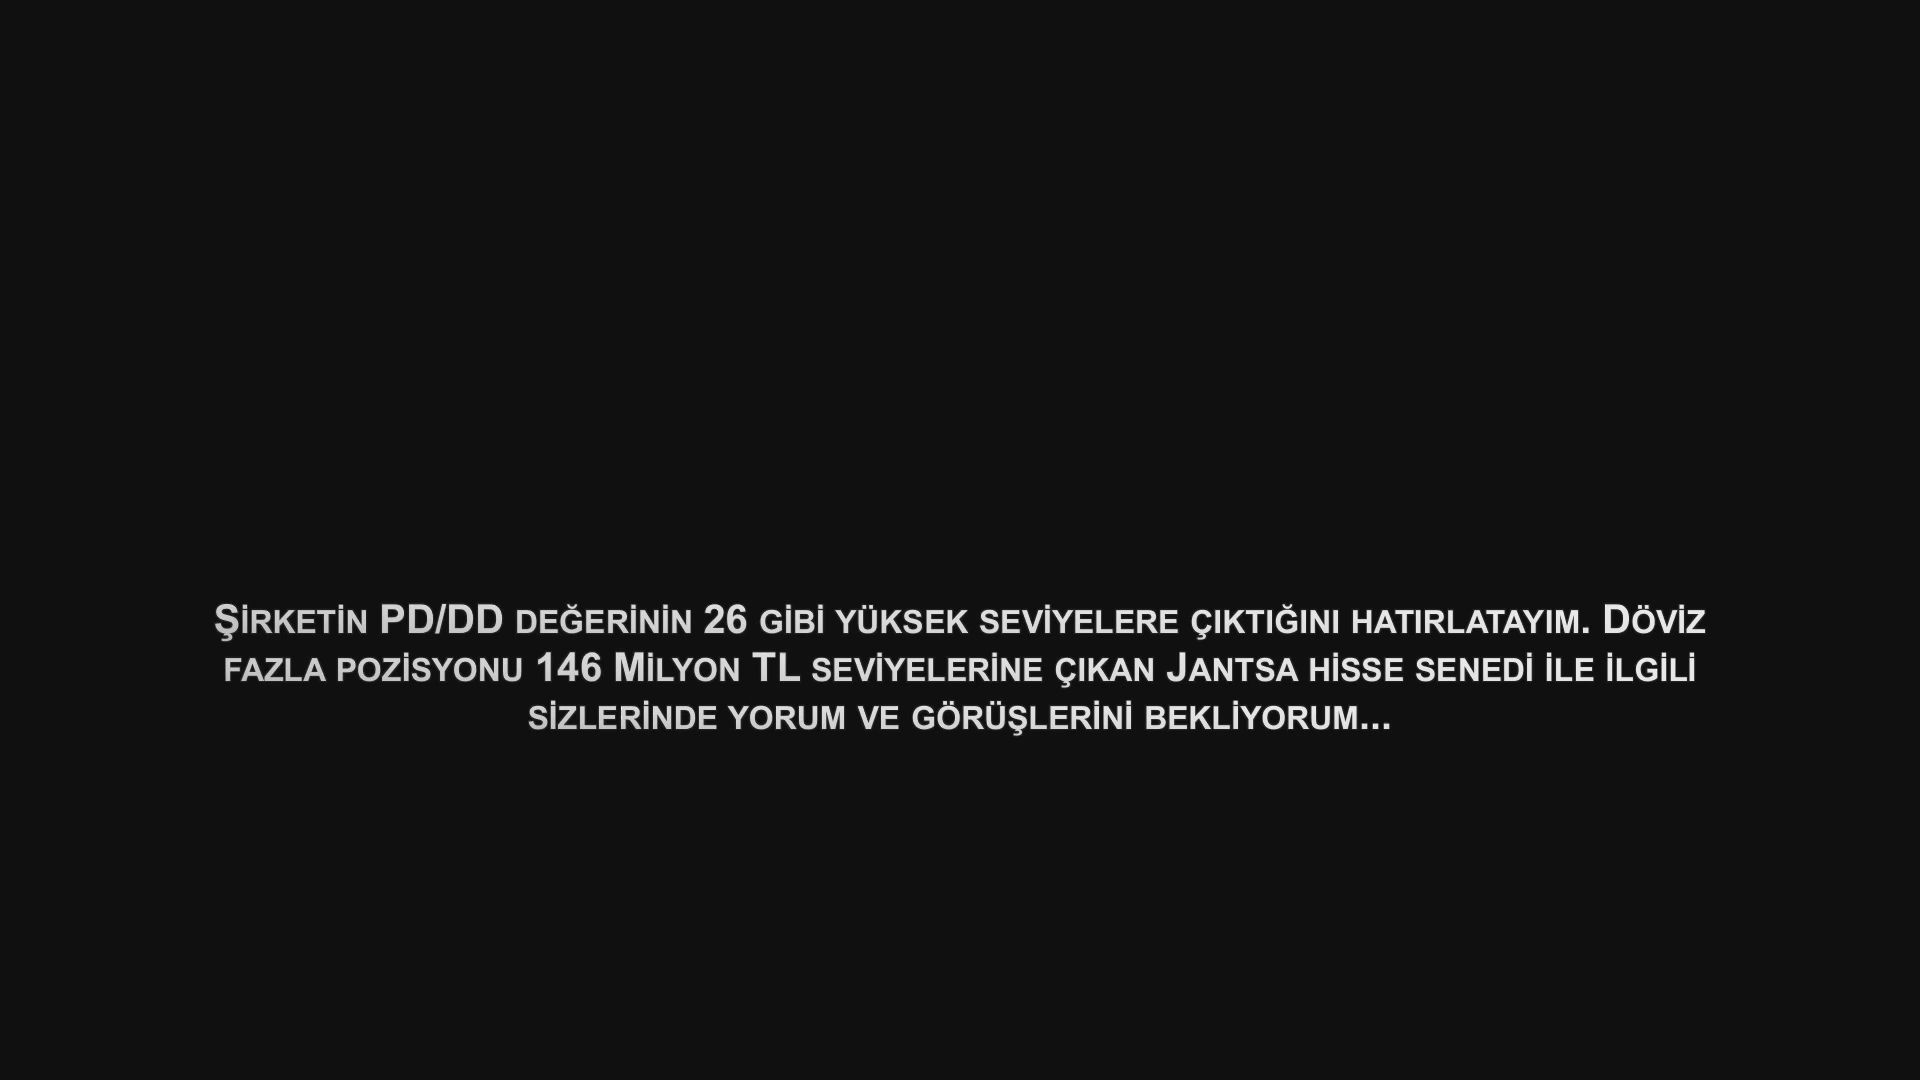 Şirketin PD/DD değerinin 26 gibi yüksek seviyelere çıktığını hatırlatayım. Döviz
fazla pozisyonu 146 Milyon TL seviyelerine çıkan Jantsa hisse senedi ile ilgili
sizlerinde yorum ve görüşlerini bekliyorum...